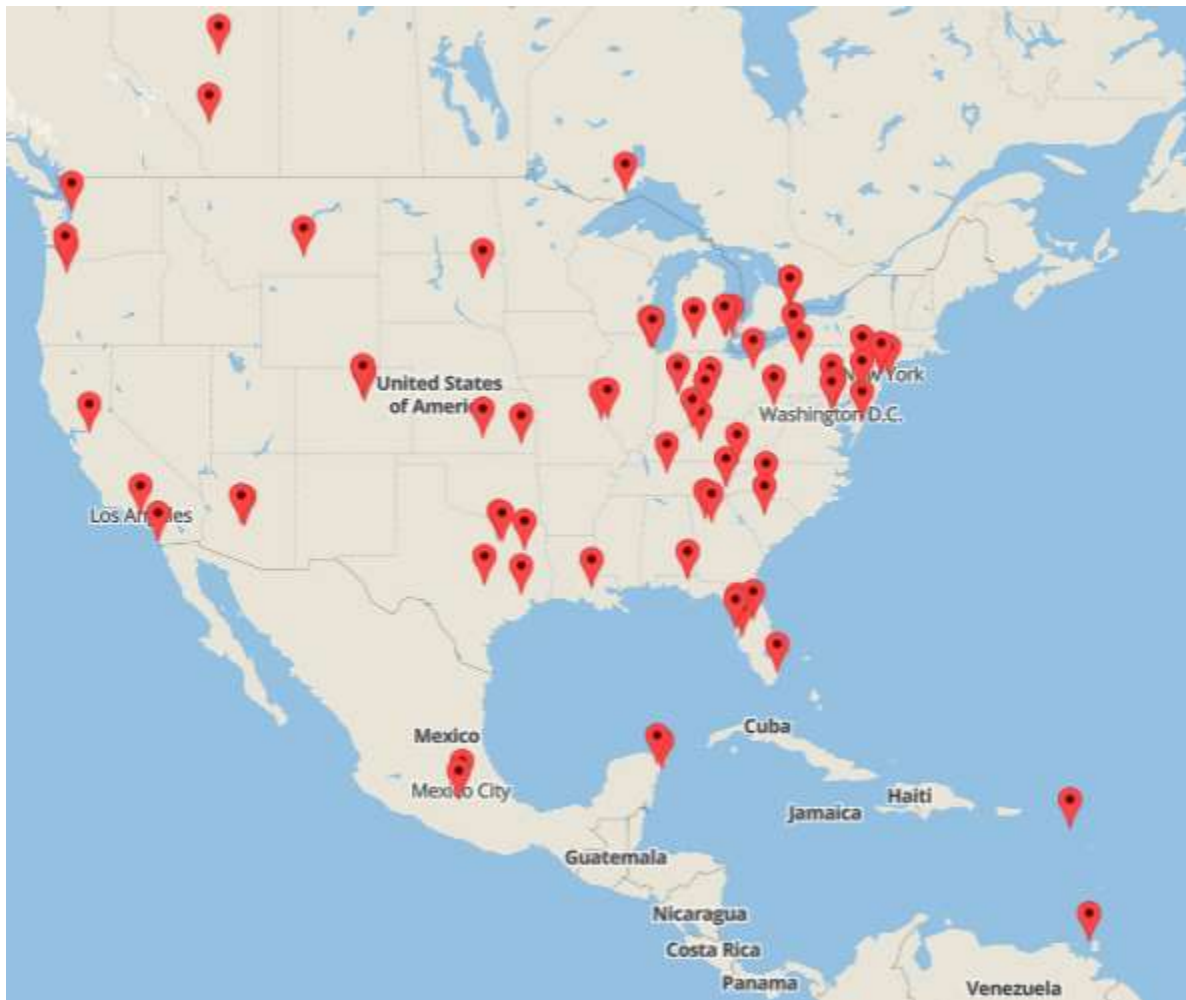 United States
of America
New York
Washington D.C.
Los Angeles
Mexico
Mexico City
Cuba
Haiti
Jamaica
Guatemala
Nicaragua
Costa Rica
Panama
Venezuela